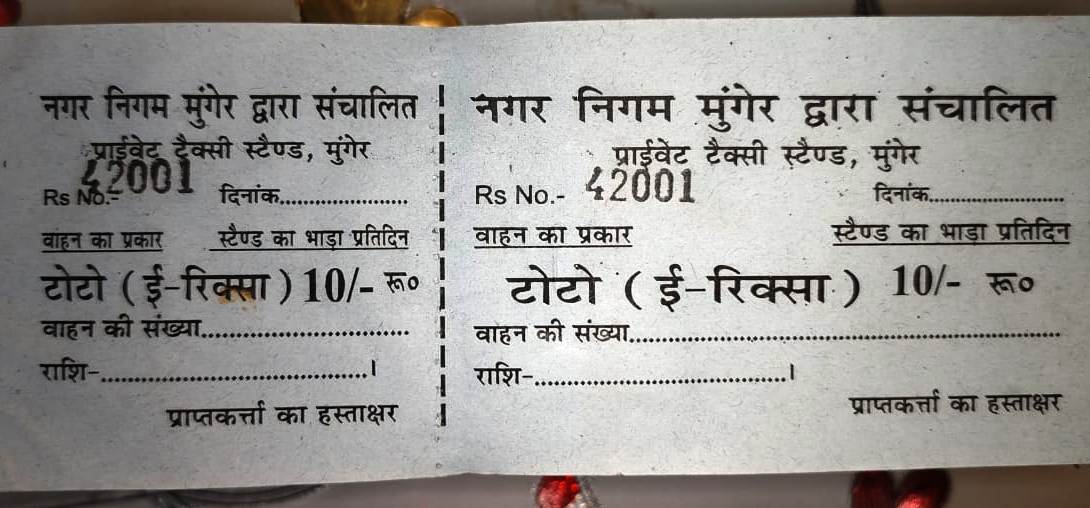 नगर निगम मुंगेर द्वारा संचालित
प्राईवेट टैक्सी स्टैण्ड, मुंगेर
Rs No.- 42001 दिनांक....................
वाहन का प्रकार स्टैण्ड का भाड़ा प्रतिदिन
टोटो ( ई-रिक्सा ) 10/- रू०
वाहन की संख्या................................
राशि-.........................................।
प्राप्तकर्त्ता का हस्ताक्षर
नगर निगम मुंगेर द्वारा संचालित
प्राईवेट टैक्सी स्टैण्ड, मुंगेर
Rs No.- 42001 दिनांक.....................
वाहन का प्रकार स्टैण्ड का भाड़ा प्रतिदिन
टोटो ( ई-रिक्सा ) 10/- रू०
वाहन की संख्या..................................................................
राशि-.......................................।
प्राप्तकर्त्ता का हस्ताक्षर